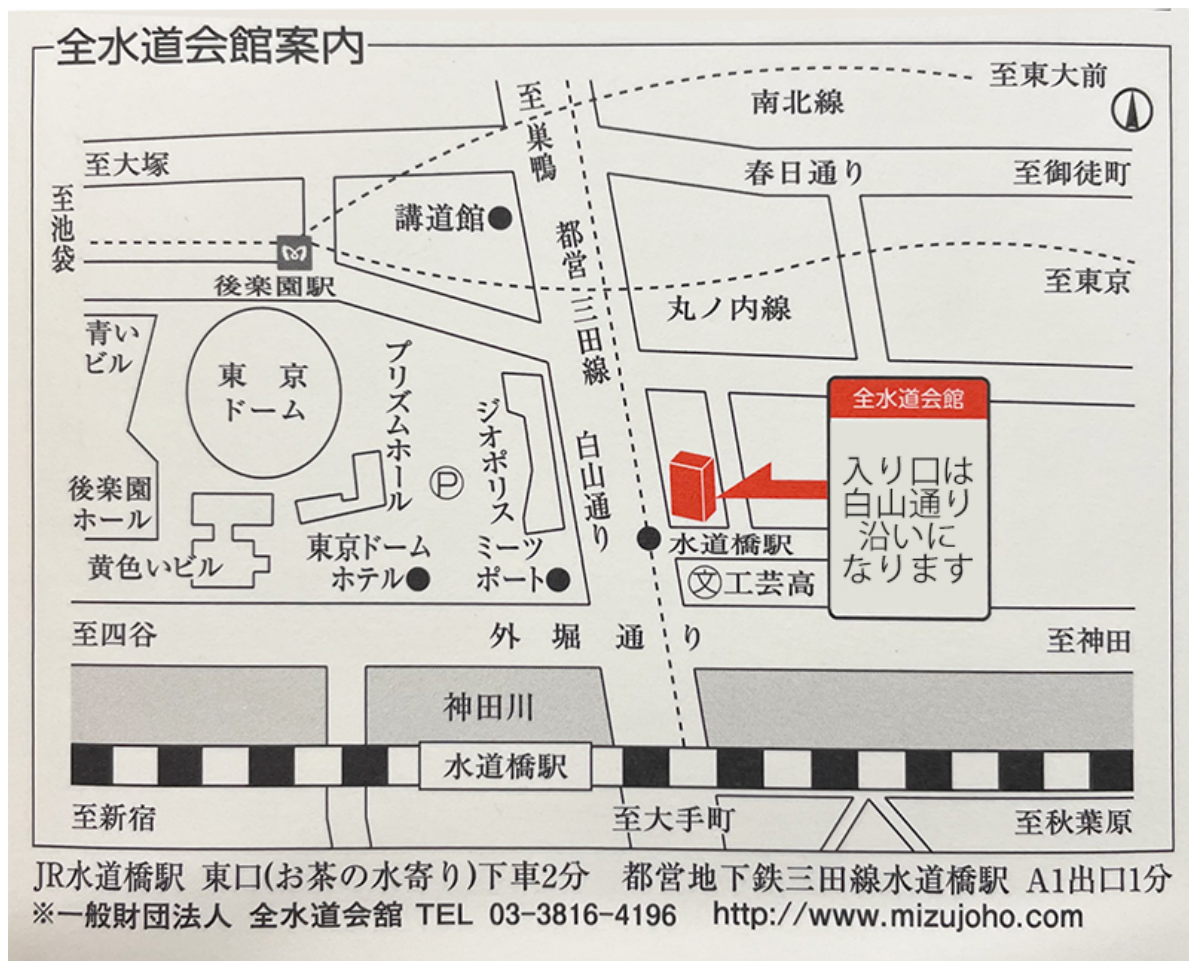 全水道会館案内
至東大前
至巣鴨
南北線
至大塚
春日通り
至御徒町
至池袋
講道館
都営三田線
後楽園駅
丸ノ内線
至東京
青い
ビル
東京
ドーム
プリズムホール
ジオポリス
白山通り
全水道会館
入り口は
白山通り
沿いに
なります
後楽園
ホール
P
水道橋駅
黄色いビル
東京ドーム
ホテル
ミーツ
ポート
文 工芸高
至四谷
外堀通り
至神田
神田川
水道橋駅
至新宿
至大手町
至秋葉原
JR水道橋駅 東口(お茶の水寄り)下車2分 都営地下鉄三田線水道橋駅 A1出口1分
※一般財団法人 全水道会舘 TEL 03-3816-4196 http://www.mizujoho.com